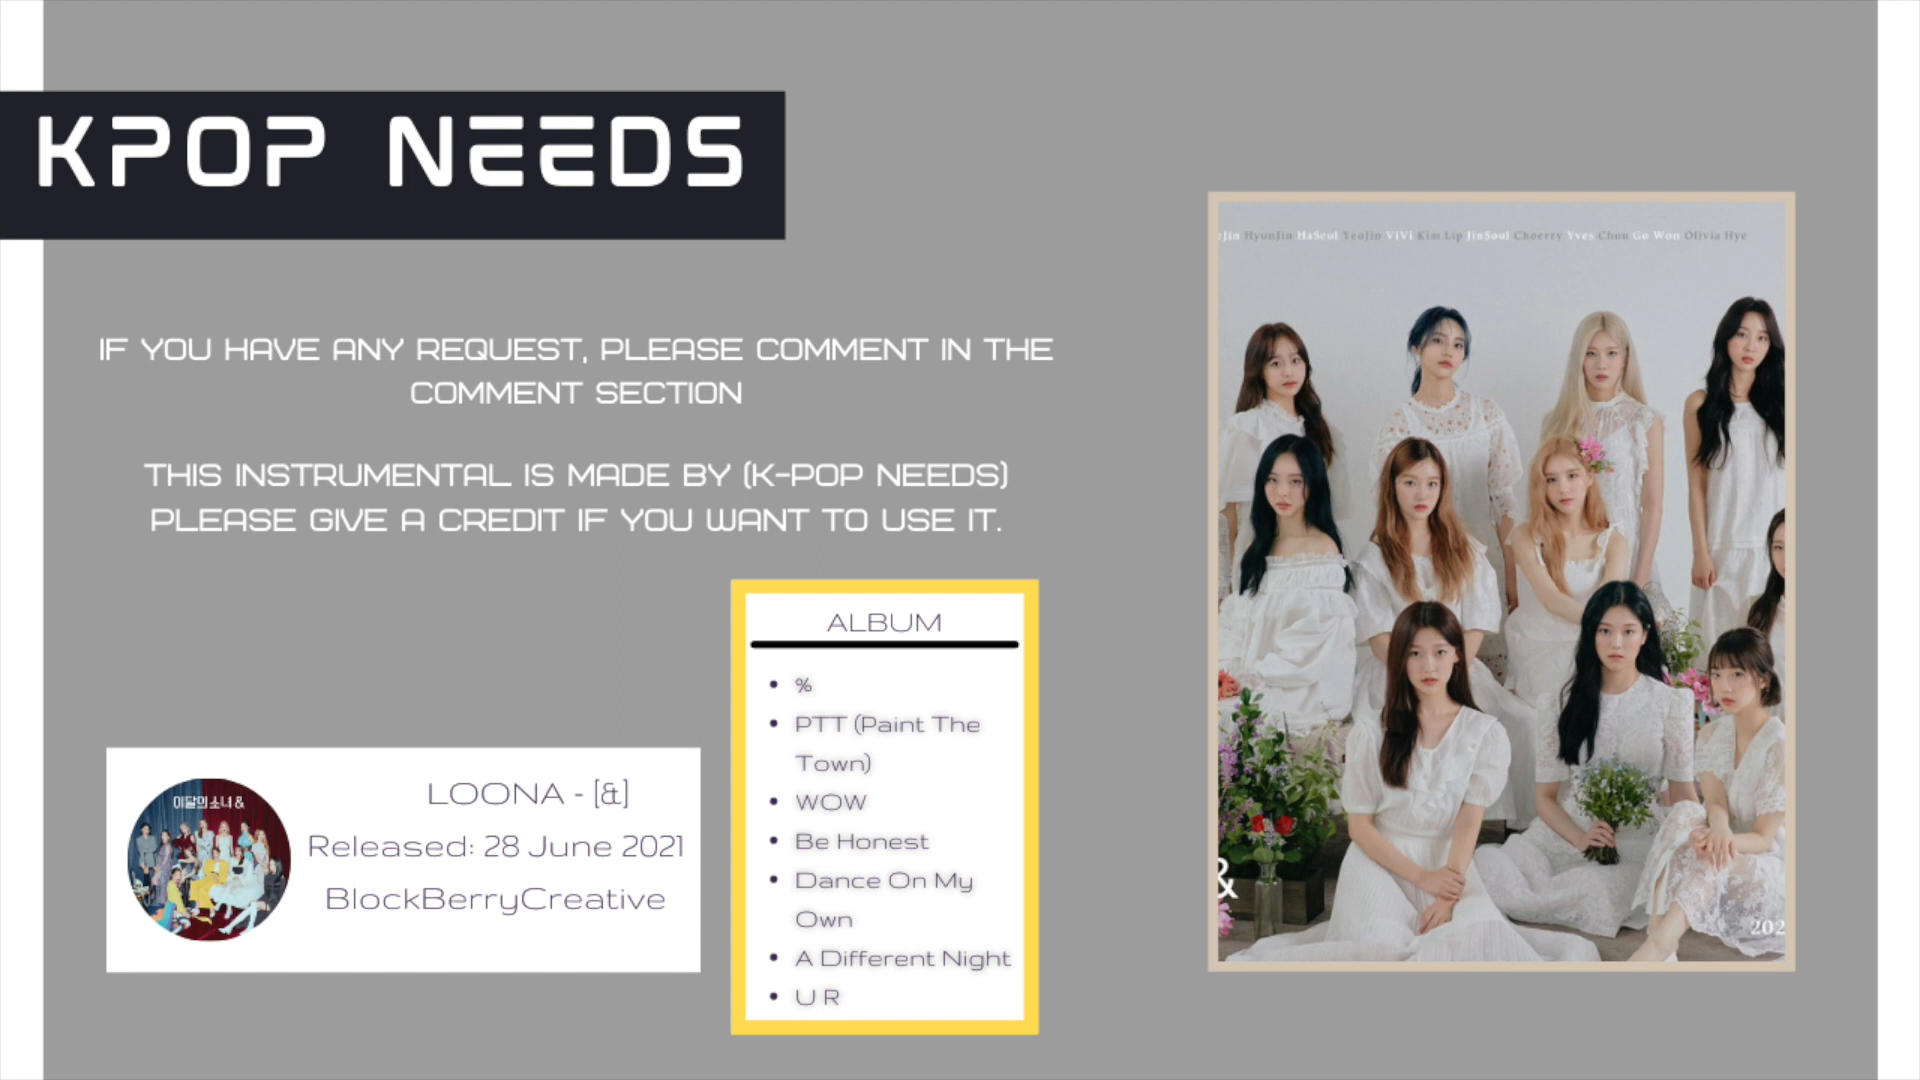 KPOP NEEDS
IF YOU HAVE ANY REQUEST, PLEASE COMMENT IN THE
COMMENT SECTION
THIS INSTRUMENTAL IS MADE BY (K-POP NEEDS)
PLEASE GIVE A CREDIT IF YOU WANT TO USE IT.
ALBUM
%
PTT (Paint The
Town)
WOW
Be Honest
Dance On My
Own
A Different Night
U R
이달의 소녀 &
LOONA - [&]
Released: 28 June 2021
BlockBerryCreative
eJin HyunJin HaSeul YeoJin ViVi Kim Lip JinSoul Choerry Yves Chuu Go Won Olivia Hye
&
202